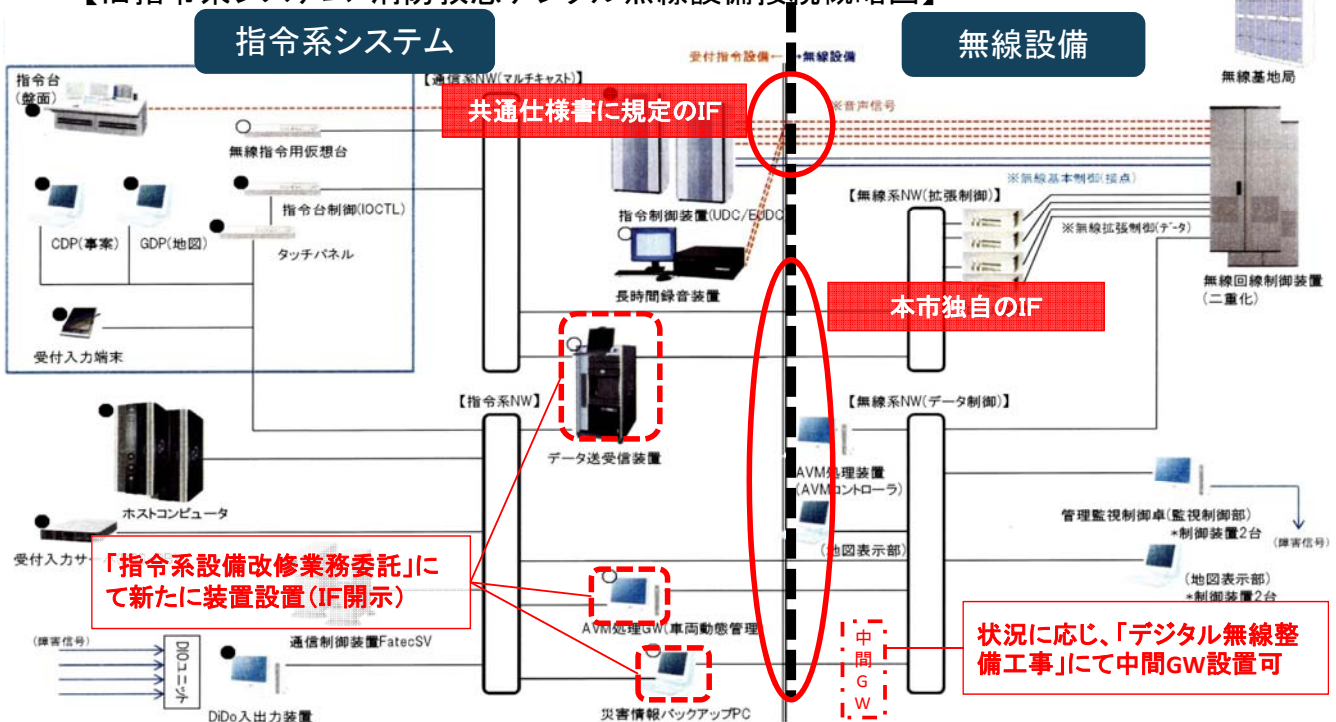 指令系システム
無線設備
受付指令設備←
→無線設備
無線基地局
指令台
(盤面)
【通信系NW(マルチキャスト)】
共通仕様書に規定のIF
※音声信号
無線指令用仮想台
※無線基本制御(接点)
指令台制御(IOCTL)
指令制御装置(UDC/EUDC)
【無線系NW(拡張制御)】
※無線拡張制御(データ)
CDP(事案)
GDP(地図)
タッチパネル
長時間録音装置
無線回線制御装置
(二重化)
本市独自のIF
受付入力端末
【指令系NW】
【無線系NW(データ制御)】
データ送受信装置
AVM処理装置
(AVMコントローラ)
ホストコンピュータ
管理監視制御卓(監視制御部)
*制御装置2台
(障害信号)
受付入力サー
(地図表示部)
「指令系設備改修業務委託」に
て新たに装置設置(IF開示)
(地図表示部)
*制御装置2台
AVM処理GW(車両動態管理
通信制御装置FatecSV
(障害信号)
DIOユニット
中間GW
状況に応じ、「デジタル無線整
備工事」にて中間GW設置可
DiDo入出力装置
災害情報バックアップPC